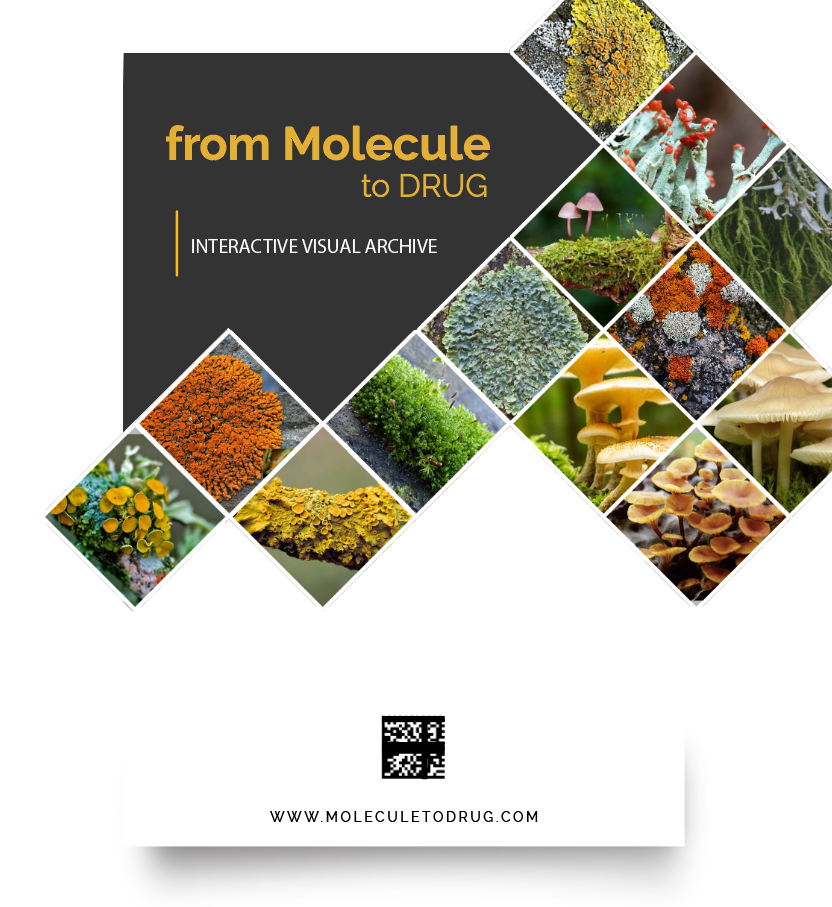 from Molecule
to DRUG
INTERACTIVE VISUAL ARCHIVE
WWW.MOLECULETODRUG.COM